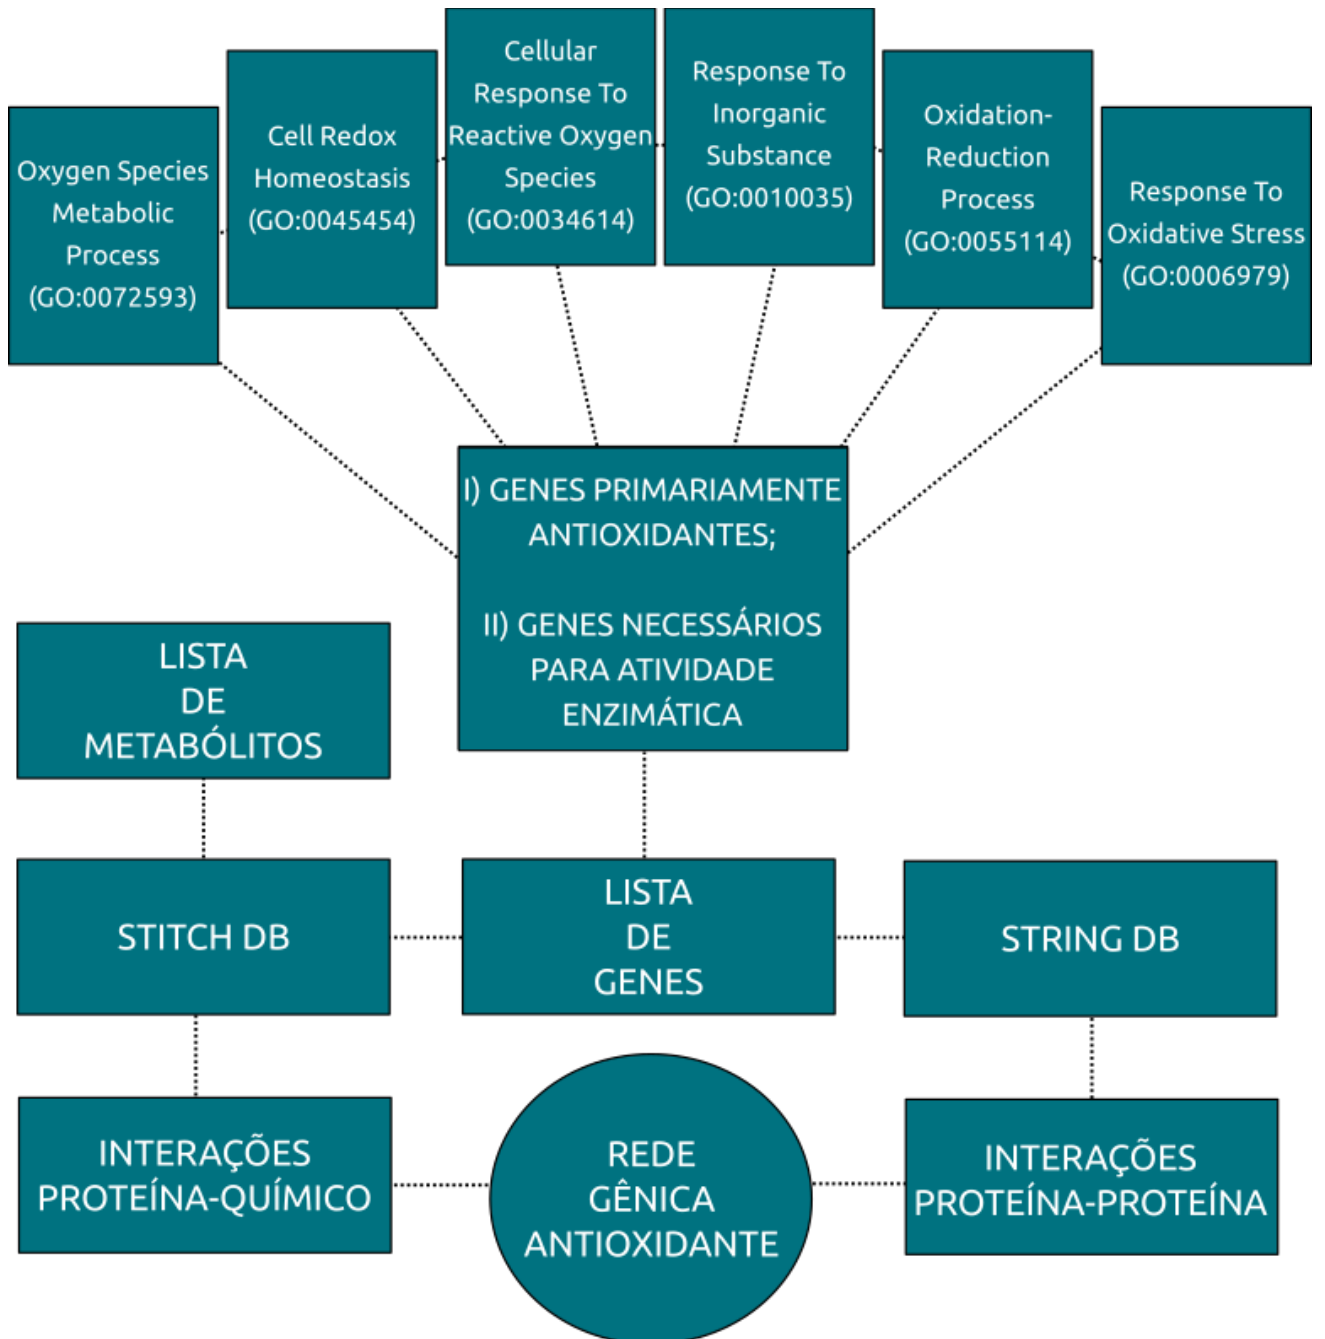 Oxygen Species
Metabolic
Process
(GO:0072593)
Cell Redox
Homeostasis
(GO:0045454)
Cellular
Response To
Reactive Oxygen
Species
(GO:0034614)
Response To
Inorganic
Substance
(GO:0010035)
Oxidation-
Reduction
Process
(GO:0055114)
Response To
Oxidative Stress
(GO:0006979)
I) GENES PRIMARIAMENTE
ANTIOXIDANTES;
II) GENES NECESSÁRIOS
PARA ATIVIDADE
ENZIMÁTICA
LISTA
DE
METABÓLITOS
STITCH DB
LISTA
DE
GENES
STRING DB
INTERAÇÕES
PROTEÍNA-QUÍMICO
REDE
GÊNICA
ANTIOXIDANTE
INTERAÇÕES
PROTEÍNA-PROTEÍNA